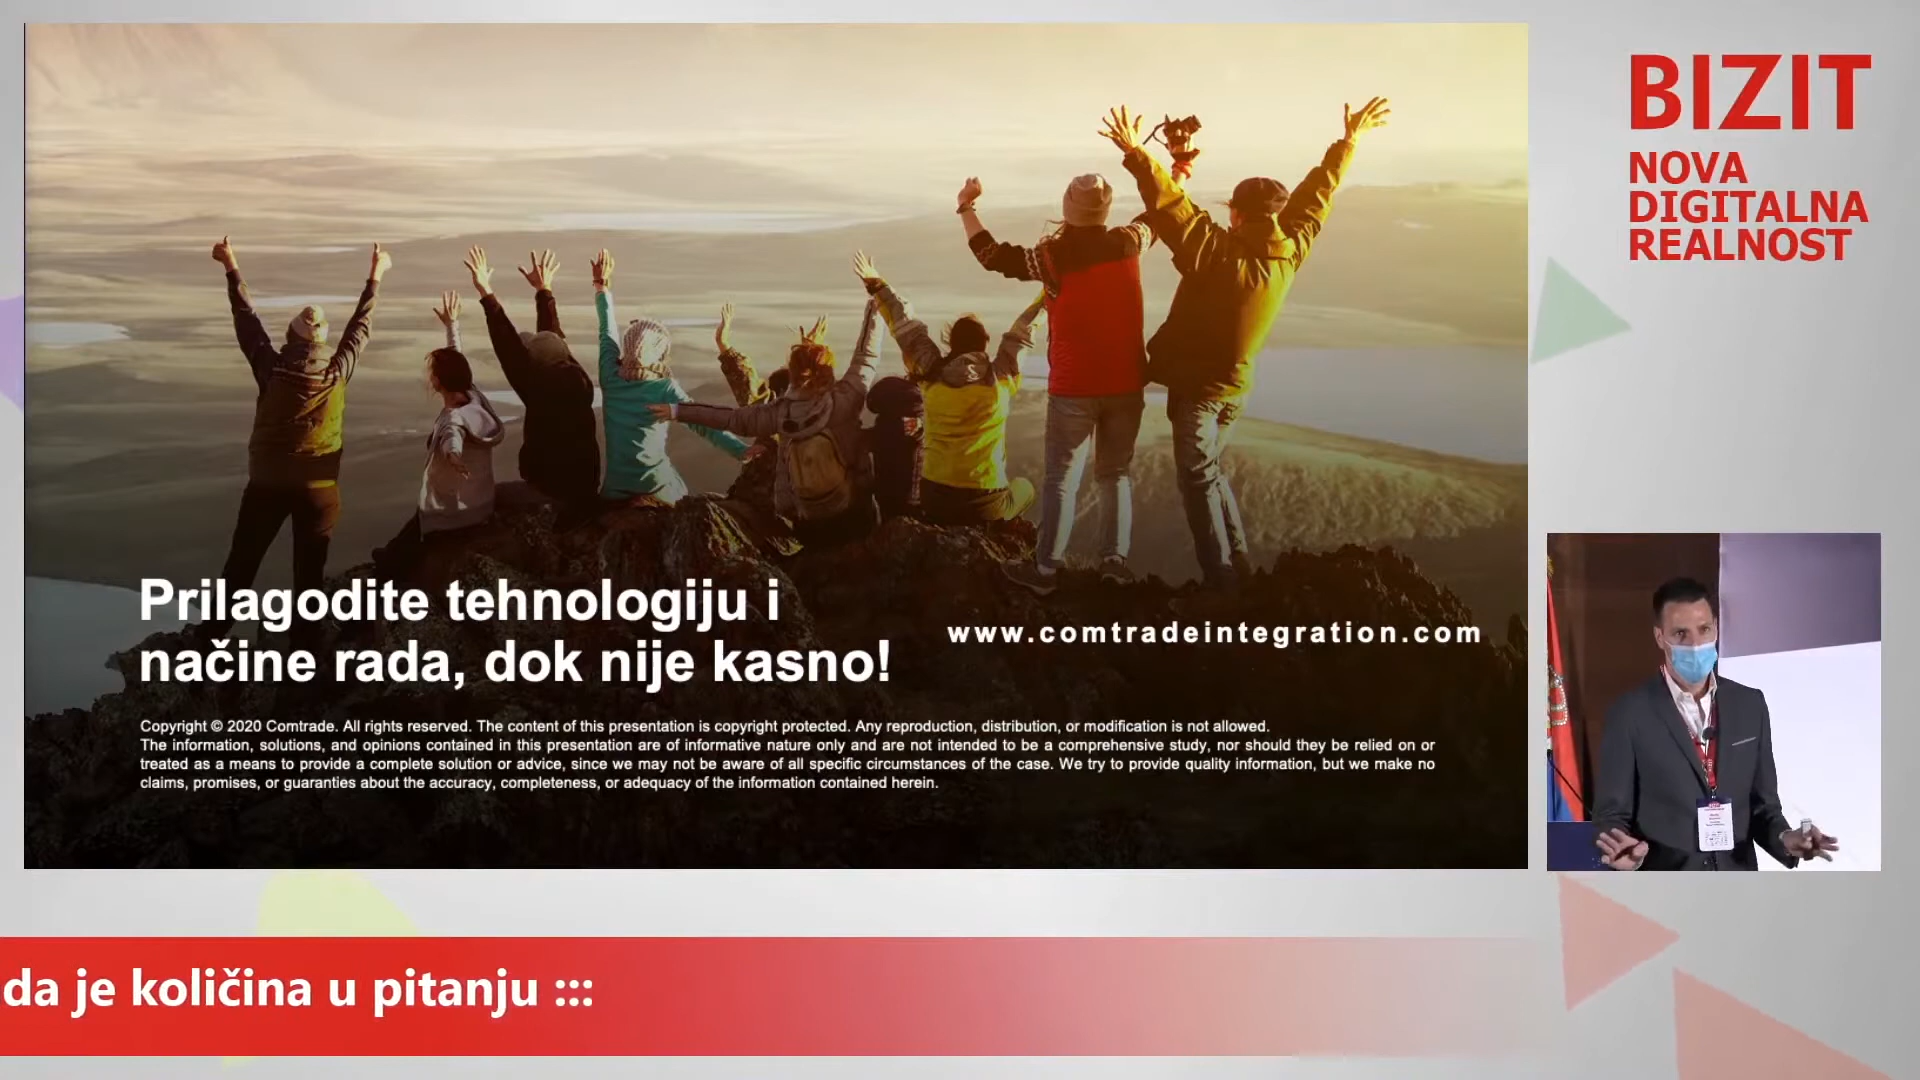 BIZIT
NOVA
DIGITALNA
REALNOST
Prilagodite tehnologiju i
načine rada, dok nije kasno!
www.comtradeintegration.com
Copyright © 2020 Comtrade. All rights reserved. The content of this presentation is copyright protected. Any reproduction, distribution, or modification is not allowed.
The information, solutions, and opinions contained in this presentation are of informative nature only and are not intended to be a comprehensive study, nor should they be relied on or
treated as a means to provide a complete solution or advice, since we may not be aware of all specific circumstances of the case. We try to provide quality information, but we make no
claims, promises, or guaranties about the accuracy, completeness, or adequacy of the information contained herein.
da je količina u pitanju :::